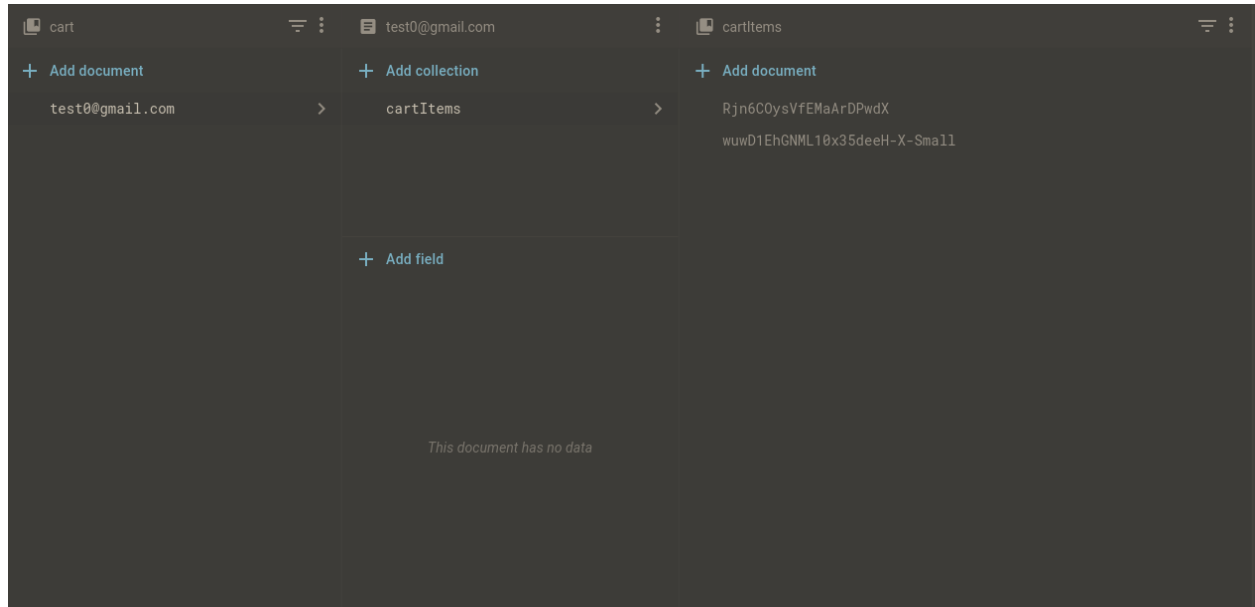 cart
Add document
test0@gmail.com
test0@gmail.com
Add collection
cartItems
Add field
This document has no data
cartItems
Add document
Rjn6COysVfEMaArDPwdX
wuwD1EhGNML10x35deeH-X-Small